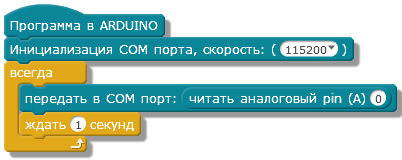 Программа в ARDUINO
Инициализация COM порта, скорость: ( 115200 )
всегда
передать в COM порт: читать аналоговый pin (A) 0
ждать 1 секунд